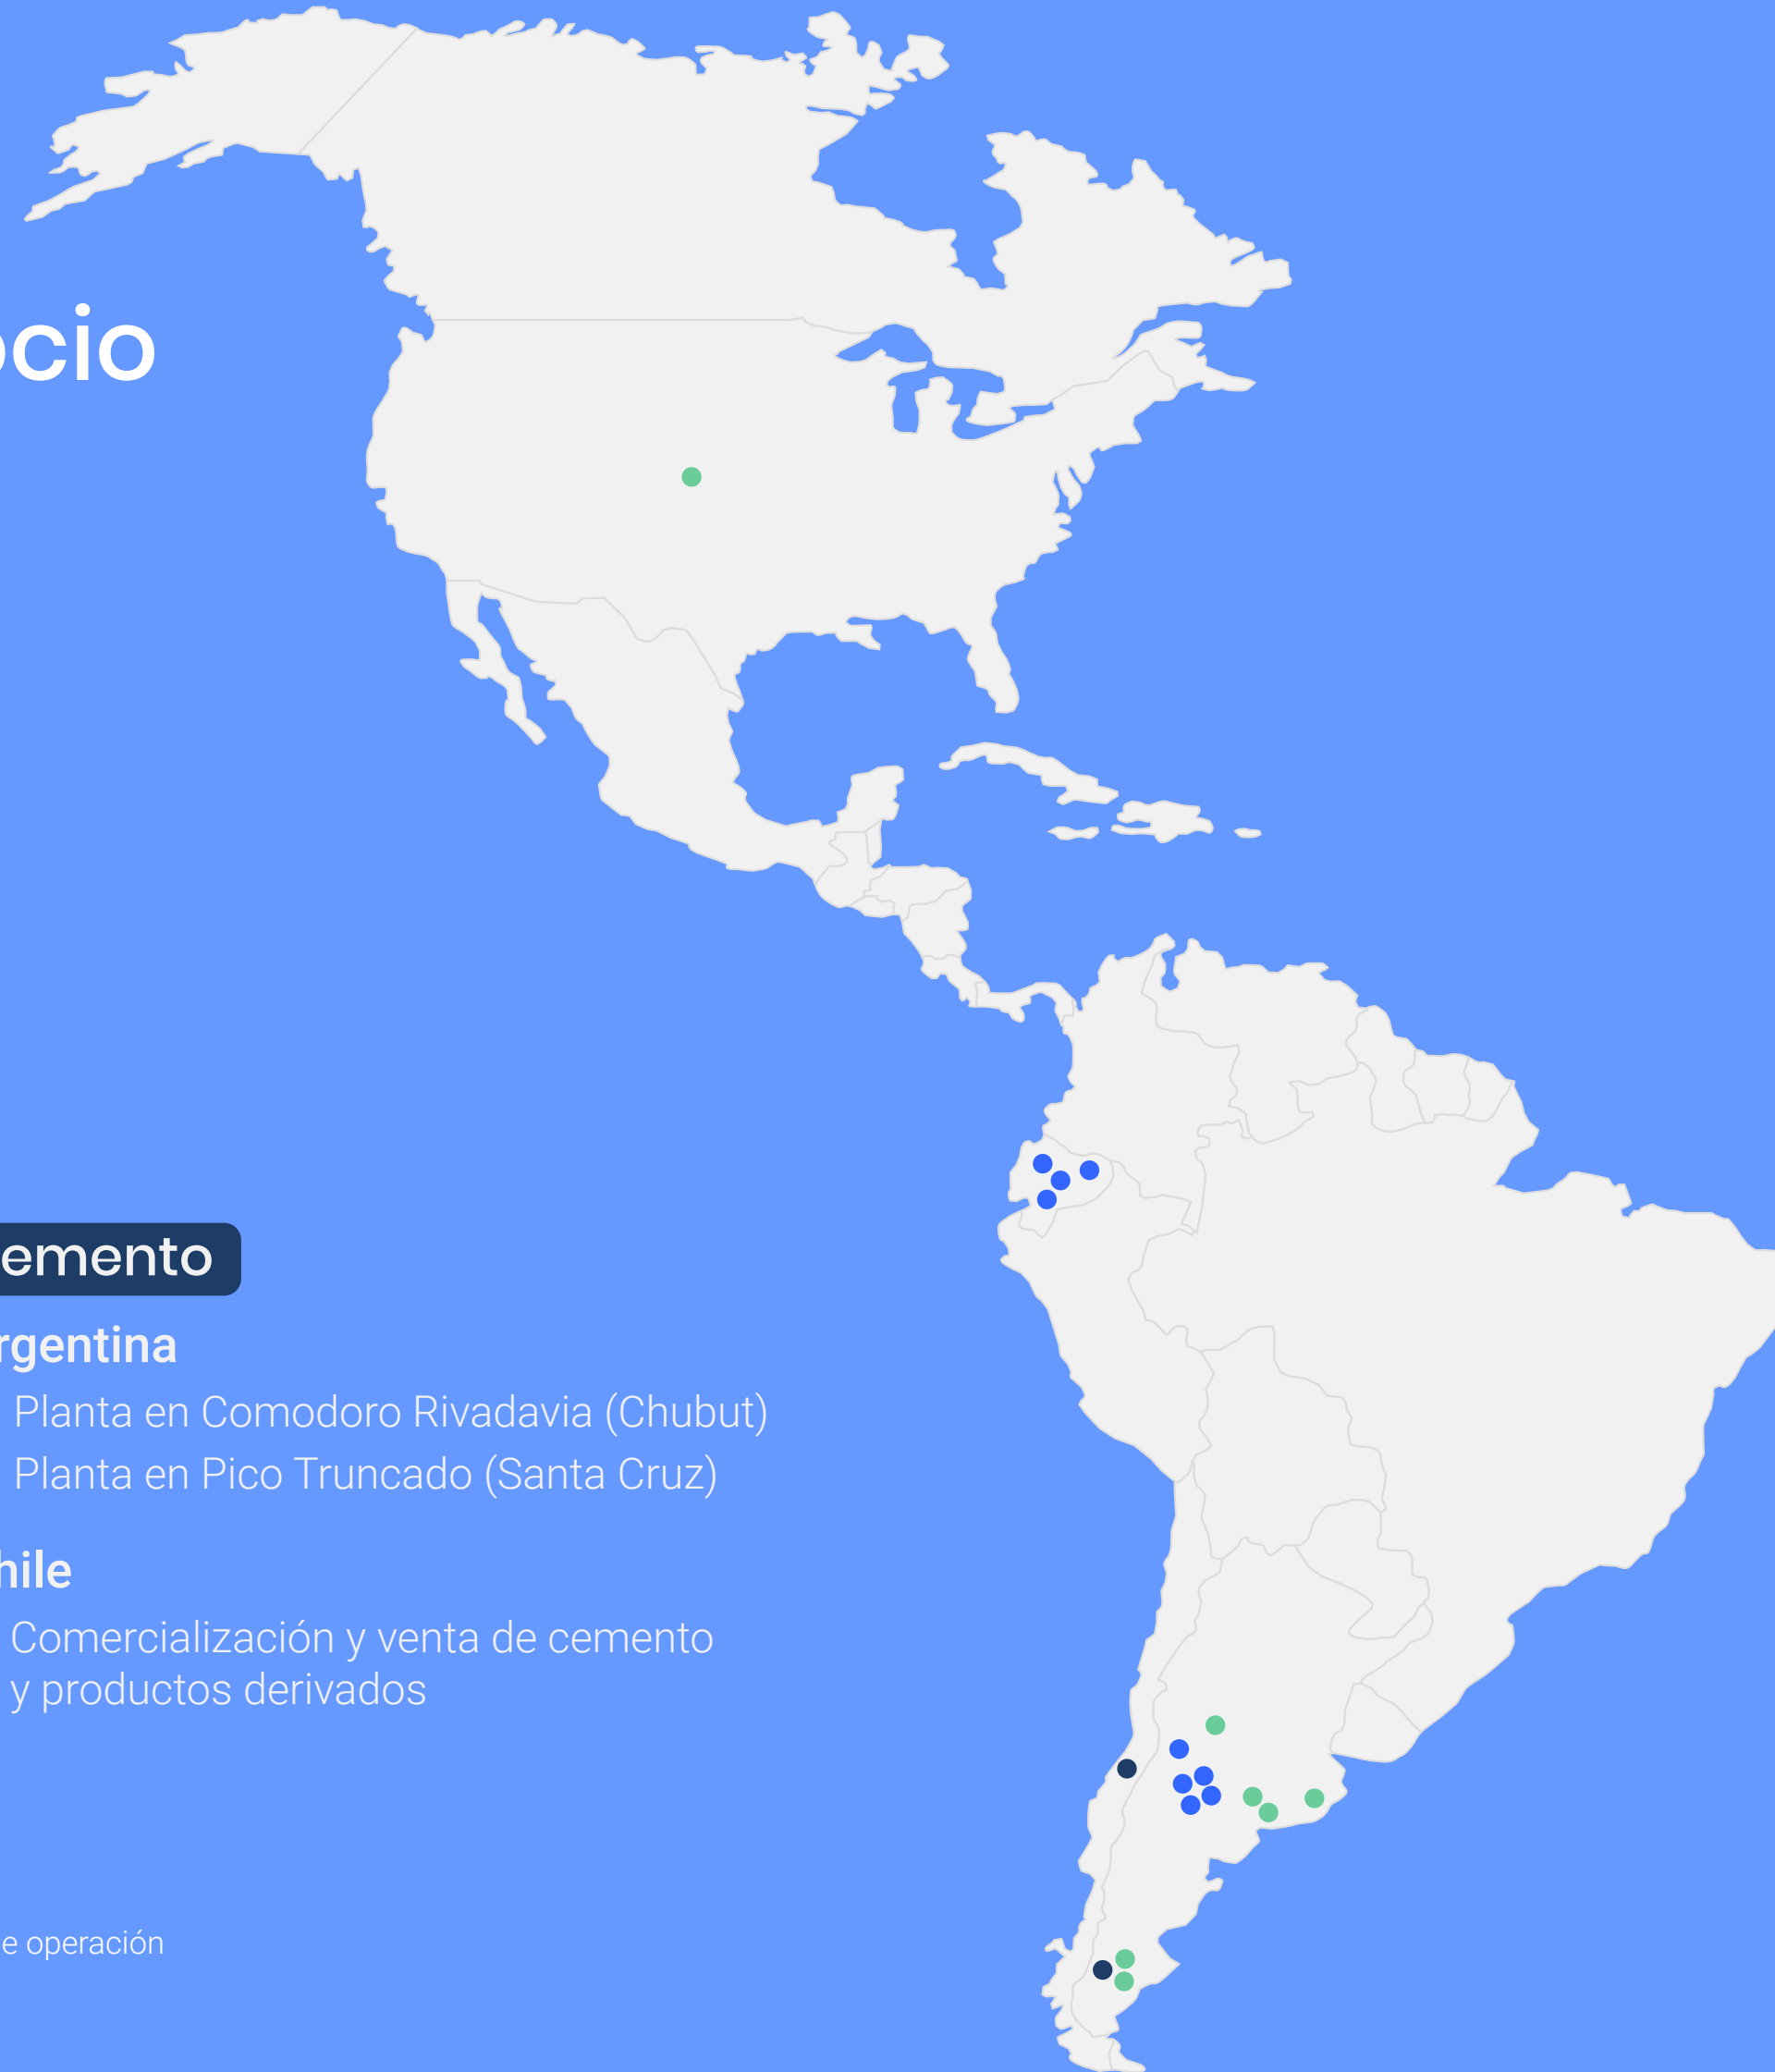 ocio
emento
rgentina
Planta en Comodoro Rivadavia (Chubut)
Planta en Pico Truncado (Santa Cruz)
hile
Comercialización y venta de cemento
y productos derivados
e operación